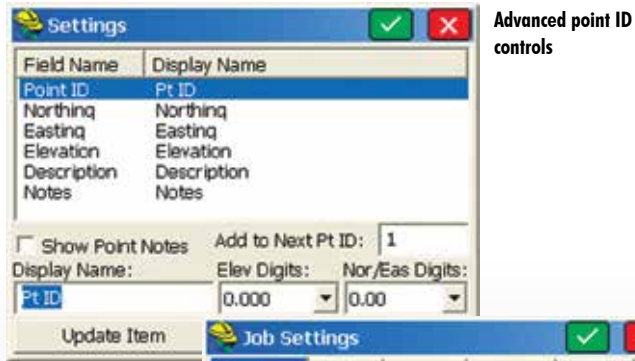 Settings
Advanced point ID
controls
Field Name Display Name
Point ID Pt ID
Northing Northing
Easting Easting
Elevation Elevation
Description Description
Notes Notes
Show Point Notes Add to Next Pt ID: 1
Display Name: Elev Digits: Nor/Eas Digits:
Pt ID 0.000 0.00
Update Item
Job Settings